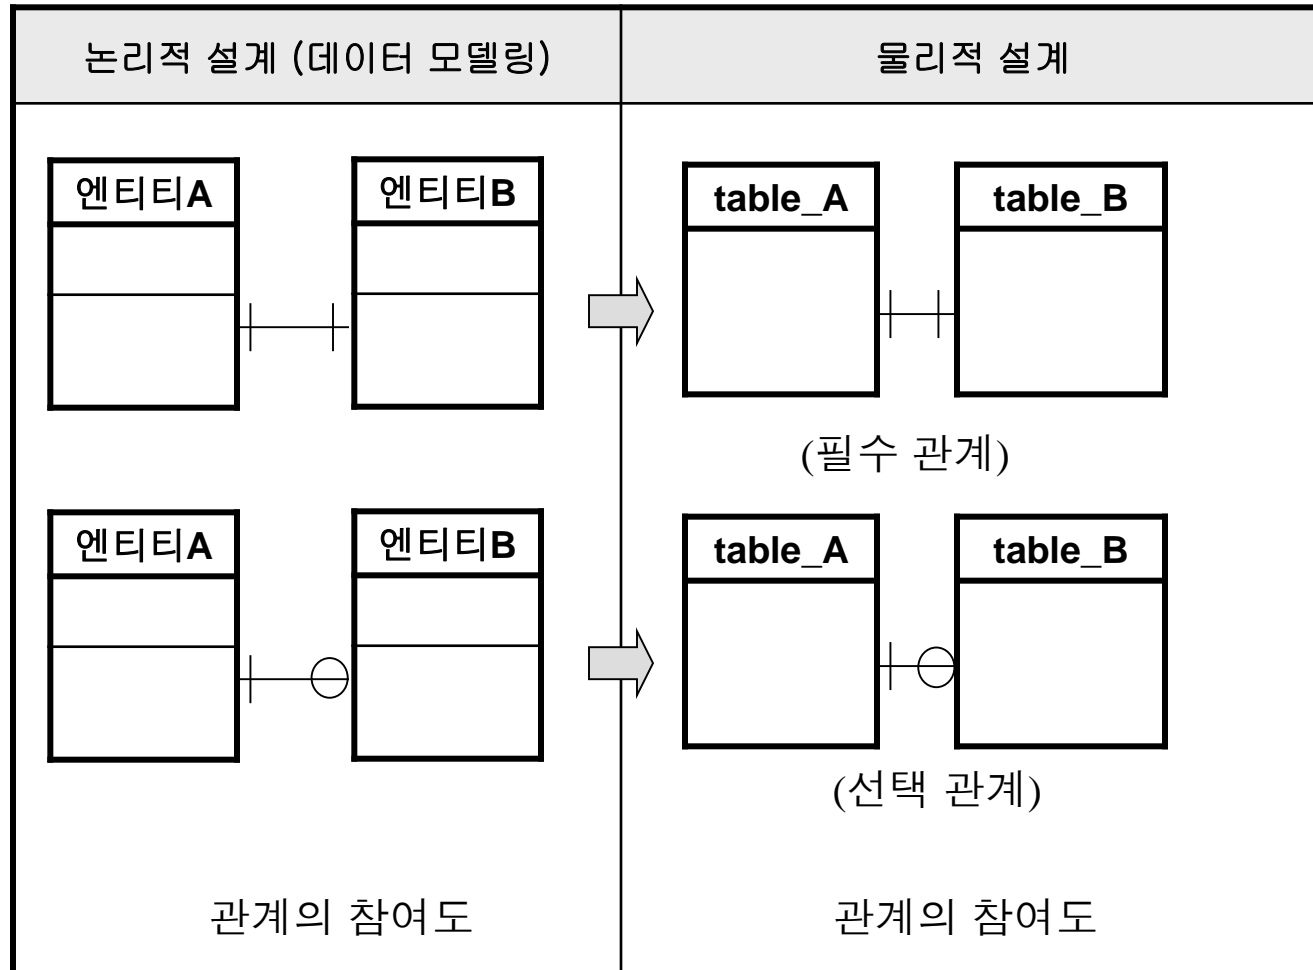 논리적 설계 (데이터 모델링)
물리적 설계
엔티티A
엔티티B
table_A
table_B
(필수 관계)
엔티티A
엔티티B
table_A
table_B
(선택 관계)
관계의 참여도
관계의 참여도